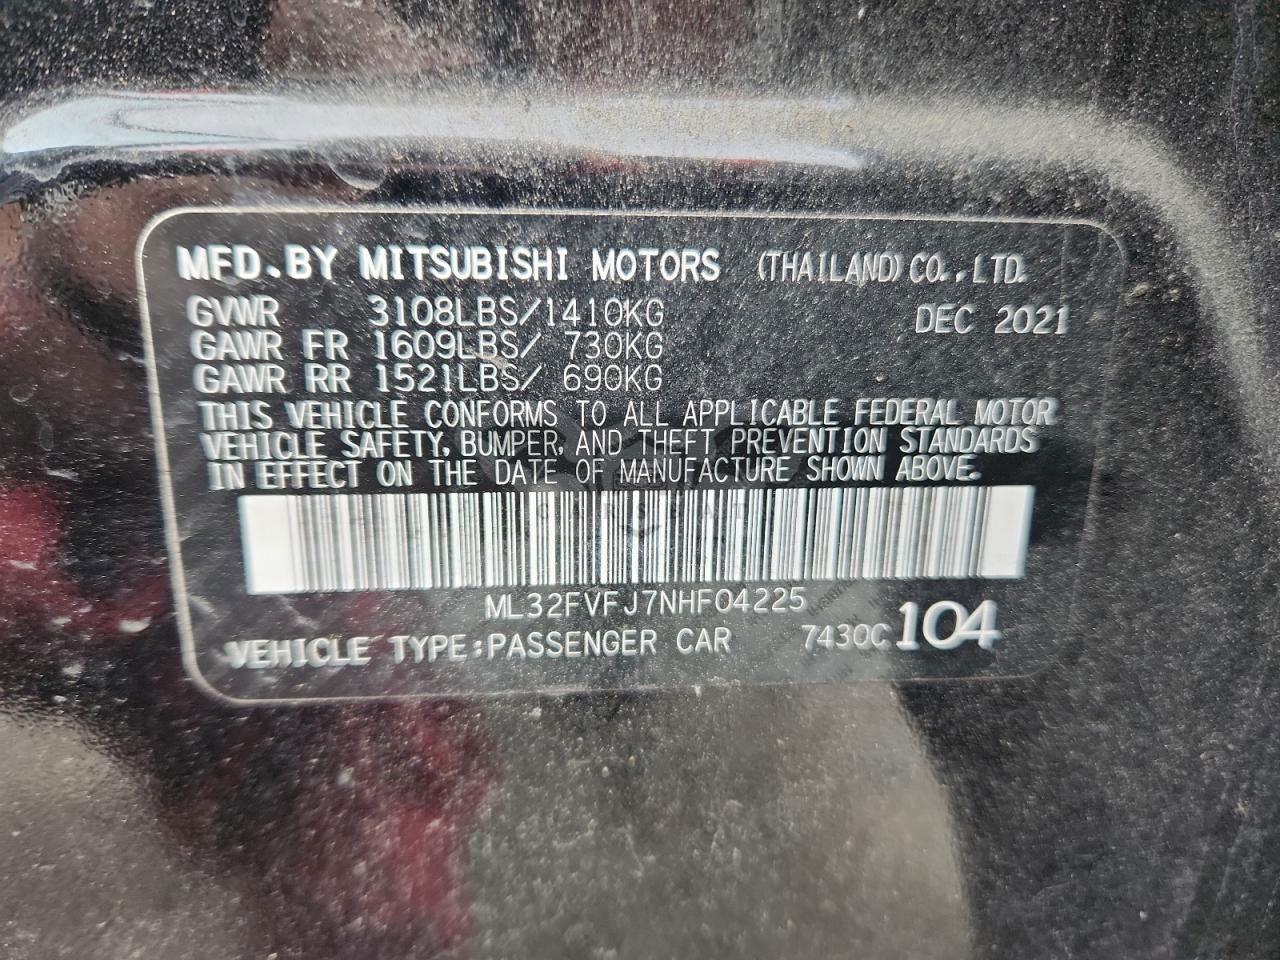 MFD.BY MITSUBISHI MOTORS (THAILAND) CO., LTD.
GVWR 3108LBS/1410KG DEC 2021
GAWR FR 1609LBS/ 730KG
GAWR RR 1521LBS/ 690KG
THIS VEHICLE CONFORMS TO ALL APPLICABLE FEDERAL MOTOR
VEHICLE SAFETY, BUMPER, AND THEFT PREVENTION STANDARDS
IN EFFECT ON THE DATE OF MANUFACTURE SHOWN ABOVE.
ML32FVFJ7NHF04225
VEHICLE TYPE:PASSENGER CAR 7430C 104